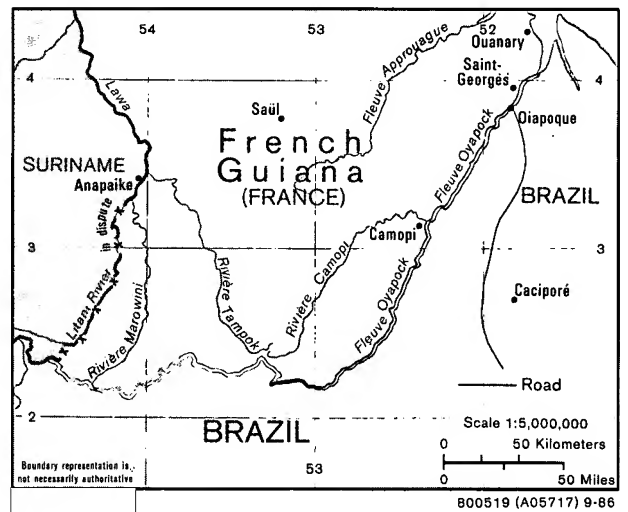 54
53
52
Ouanary
Saint-
Georges
4
4
Lawa
Fleuve Approuague
Saül
Oiapoque
French
Guiana
(FRANCE)
Fleuve Oyapock
SURINAME
Anapaike
BRAZIL
in dispute
Camopi
3
3
Litani Rivier
Rivière Marowini
Rivière Tampok
Rivière Camopi
Fleuve Oyapock
Caciporé
Road
2
BRAZIL
Scale 1:5,000,000
0 50 Kilometers
0 50 Miles
Boundary representation is
not necessarily authoritative
53
800519 (A05717) 9-86